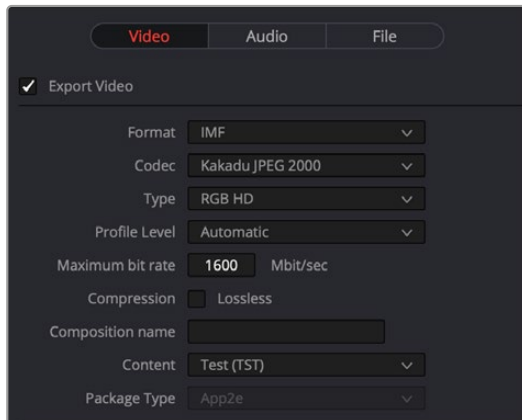 Video Audio File
Export Video
Format IMF
Codec Kakadu JPEG 2000
Type RGB HD
Profile Level Automatic
Maximum bit rate 1600 Mbit/sec
Compression Lossless
Composition name
Content Test (TST)
Package Type App2e